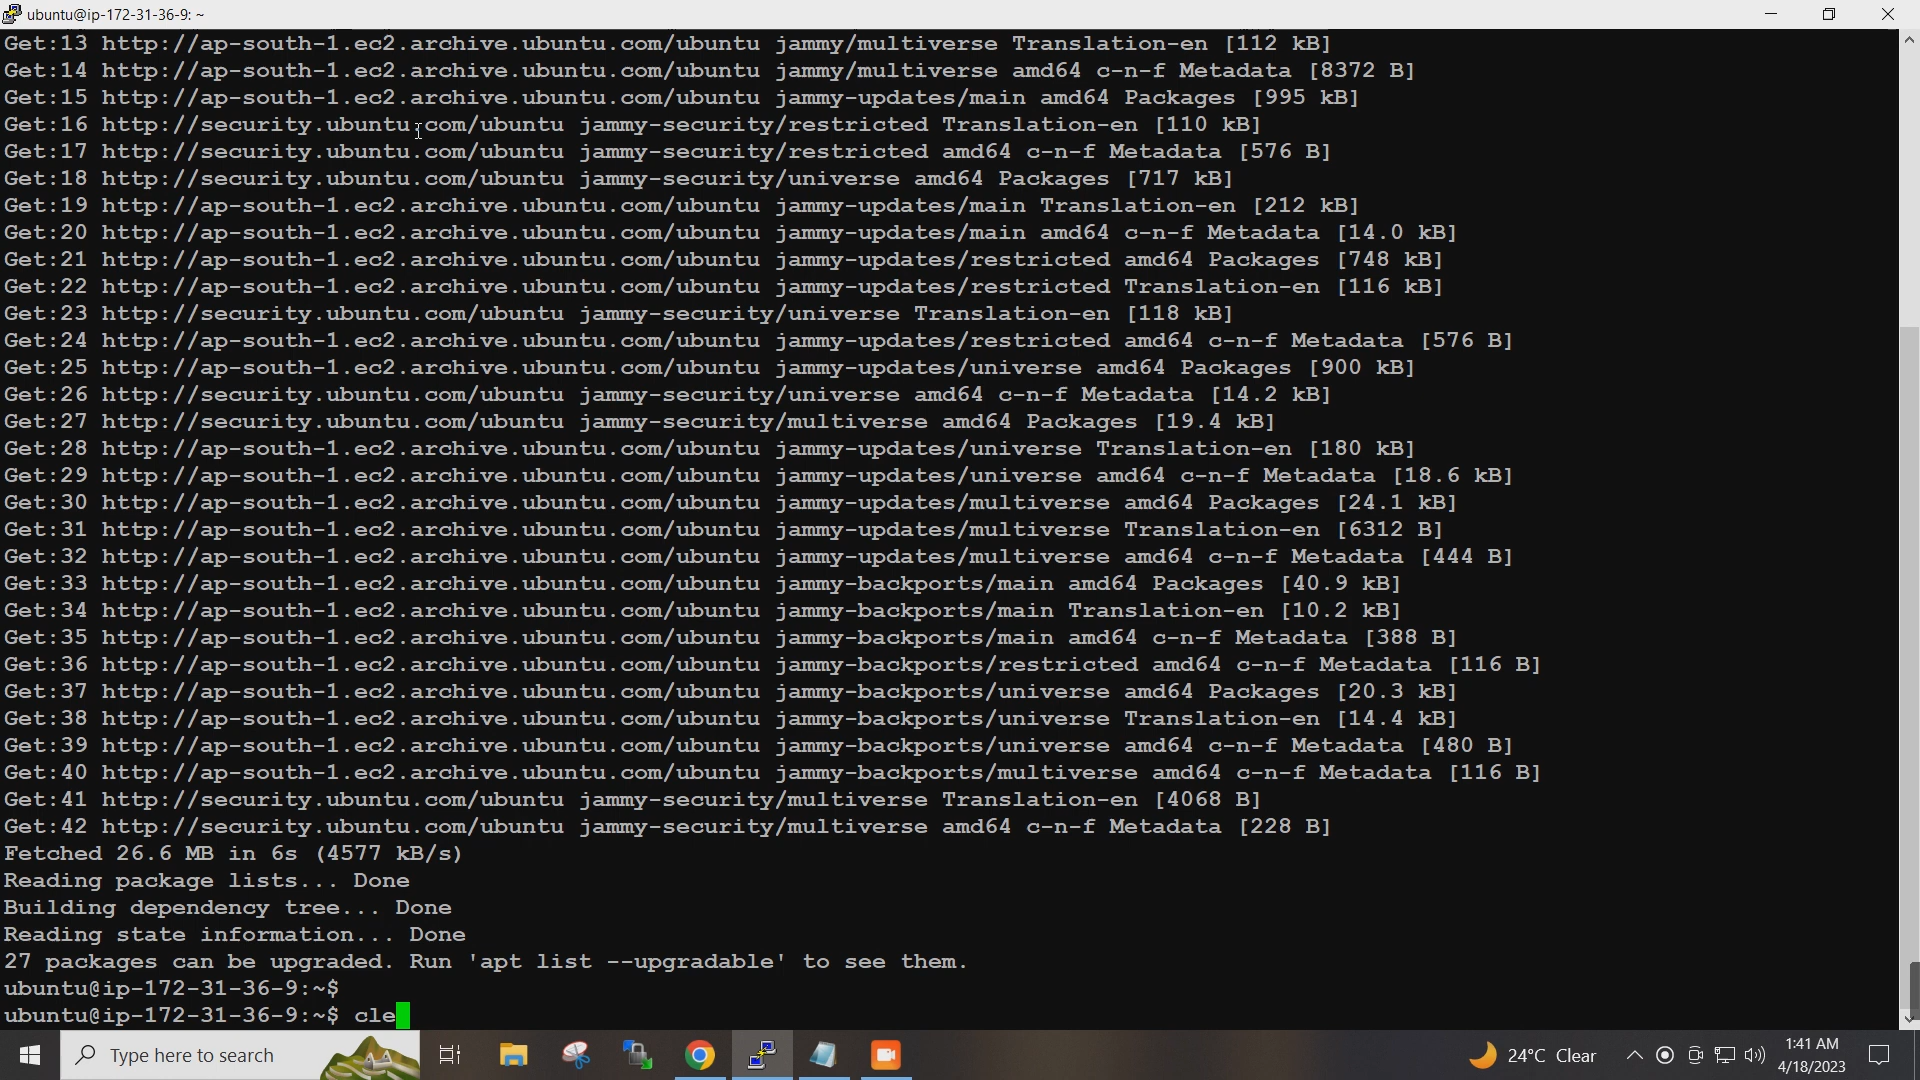 ubuntu@ip-172-31-36-9: ~
Get:13 http://ap-south-1.ec2.archive.ubuntu.com/ubuntu jammy/multiverse Translation-en [112 kB]
Get:14 http://ap-south-1.ec2.archive.ubuntu.com/ubuntu jammy/multiverse amd64 c-n-f Metadata [8372 B]
Get:15 http://ap-south-1.ec2.archive.ubuntu.com/ubuntu jammy-updates/main amd64 Packages [995 kB]
Get:16 http://security.ubuntu.com/ubuntu jammy-security/restricted Translation-en [110 kB]
Get:17 http://security.ubuntu.com/ubuntu jammy-security/restricted amd64 c-n-f Metadata [576 B]
Get:18 http://security.ubuntu.com/ubuntu jammy-security/universe amd64 Packages [717 kB]
Get:19 http://ap-south-1.ec2.archive.ubuntu.com/ubuntu jammy-updates/main Translation-en [212 kB]
Get:20 http://ap-south-1.ec2.archive.ubuntu.com/ubuntu jammy-updates/main amd64 c-n-f Metadata [14.0 kB]
Get:21 http://ap-south-1.ec2.archive.ubuntu.com/ubuntu jammy-updates/restricted amd64 Packages [748 kB]
Get:22 http://ap-south-1.ec2.archive.ubuntu.com/ubuntu jammy-updates/restricted Translation-en [116 kB]
Get:23 http://security.ubuntu.com/ubuntu jammy-security/universe Translation-en [118 kB]
Get:24 http://ap-south-1.ec2.archive.ubuntu.com/ubuntu jammy-updates/restricted amd64 c-n-f Metadata [576 B]
Get:25 http://ap-south-1.ec2.archive.ubuntu.com/ubuntu jammy-updates/universe amd64 Packages [900 kB]
Get:26 http://security.ubuntu.com/ubuntu jammy-security/universe amd64 c-n-f Metadata [14.2 kB]
Get:27 http://security.ubuntu.com/ubuntu jammy-security/multiverse amd64 Packages [19.4 kB]
Get:28 http://ap-south-1.ec2.archive.ubuntu.com/ubuntu jammy-updates/universe Translation-en [180 kB]
Get:29 http://ap-south-1.ec2.archive.ubuntu.com/ubuntu jammy-updates/universe amd64 c-n-f Metadata [18.6 kB]
Get:30 http://ap-south-1.ec2.archive.ubuntu.com/ubuntu jammy-updates/multiverse amd64 Packages [24.1 kB]
Get:31 http://ap-south-1.ec2.archive.ubuntu.com/ubuntu jammy-updates/multiverse Translation-en [6312 B]
Get:32 http://ap-south-1.ec2.archive.ubuntu.com/ubuntu jammy-updates/multiverse amd64 c-n-f Metadata [444 B]
Get:33 http://ap-south-1.ec2.archive.ubuntu.com/ubuntu jammy-backports/main amd64 Packages [40.9 kB]
Get:34 http://ap-south-1.ec2.archive.ubuntu.com/ubuntu jammy-backports/main Translation-en [10.2 kB]
Get:35 http://ap-south-1.ec2.archive.ubuntu.com/ubuntu jammy-backports/main amd64 c-n-f Metadata [388 B]
Get:36 http://ap-south-1.ec2.archive.ubuntu.com/ubuntu jammy-backports/restricted amd64 c-n-f Metadata [116 B]
Get:37 http://ap-south-1.ec2.archive.ubuntu.com/ubuntu jammy-backports/universe amd64 Packages [20.3 kB]
Get:38 http://ap-south-1.ec2.archive.ubuntu.com/ubuntu jammy-backports/universe Translation-en [14.4 kB]
Get:39 http://ap-south-1.ec2.archive.ubuntu.com/ubuntu jammy-backports/universe amd64 c-n-f Metadata [480 B]
Get:40 http://ap-south-1.ec2.archive.ubuntu.com/ubuntu jammy-backports/multiverse amd64 c-n-f Metadata [116 B]
Get:41 http://security.ubuntu.com/ubuntu jammy-security/multiverse Translation-en [4068 B]
Get:42 http://security.ubuntu.com/ubuntu jammy-security/multiverse amd64 c-n-f Metadata [228 B]
Fetched 26.6 MB in 6s (4577 kB/s)
Reading package lists... Done
Building dependency tree... Done
Reading state information... Done
27 packages can be upgraded. Run 'apt list --upgradable' to see them.
ubuntu@ip-172-31-36-9:~$
ubuntu@ip-172-31-36-9:~$ cle
Type here to search
24°C Clear
1:41 AM
4/18/2023